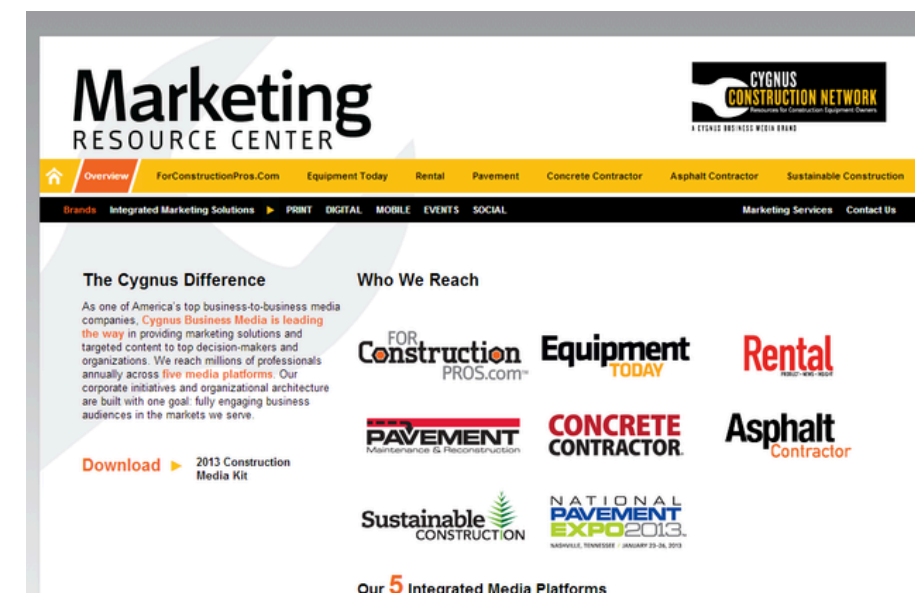 Marketing
RESOURCE CENTER
CYGNUS
CONSTRUCTION NETWORK
Resources for Construction Equipment Owners
A CYGNUS BUSINESS MEDIA BRAND
Overview ForConstructionPros.Com Equipment Today Rental Pavement Concrete Contractor Asphalt Contractor Sustainable Construction
Brands Integrated Marketing Solutions PRINT DIGITAL MOBILE EVENTS SOCIAL Marketing Services Contact Us
The Cygnus Difference
As one of America's top business-to-business media
companies, Cygnus Business Media is leading
the way in providing marketing solutions and
targeted content to top decision-makers and
organizations. We reach millions of professionals
annually across five media platforms. Our
corporate initiatives and organizational architecture
are built with one goal: fully engaging business
audiences in the markets we serve.
Download 2013 Construction
Media Kit
Who We Reach
FOR
Construction
PROS.com
Equipment
TODAY
Rental
PRODUCT • NEWS • INSIGHT
PAVEMENT
Maintenance & Reconstruction
CONCRETE
CONTRACTOR
Asphalt
Contractor
Sustainable
CONSTRUCTION
NATIONAL
PAVEMENT
EXPO2013
NASHVILLE, TENNESSEE | JANUARY 23-26, 2013
Our 5 Integrated Media Platforms